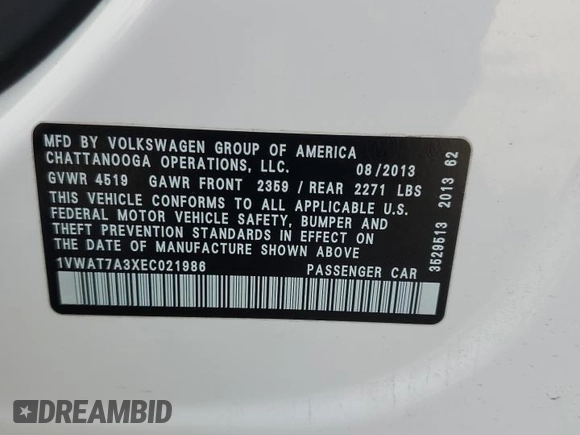 MFD BY VOLKSWAGEN GROUP OF AMERICA
CHATTANOOGA OPERATIONS, LLC. 08/2013
GVWR 4519 GAWR FRONT 2359 / REAR 2271 LBS
THIS VEHICLE CONFORMS TO ALL APPLICABLE U.S.
FEDERAL MOTOR VEHICLE SAFETY, BUMPER AND
THEFT PREVENTION STANDARDS IN EFFECT ON
THE DATE OF MANUFACTURE SHOWN ABOVE
1VWAT7A3XEC021986 PASSENGER CAR
3529513 2013 62
DREAMBID